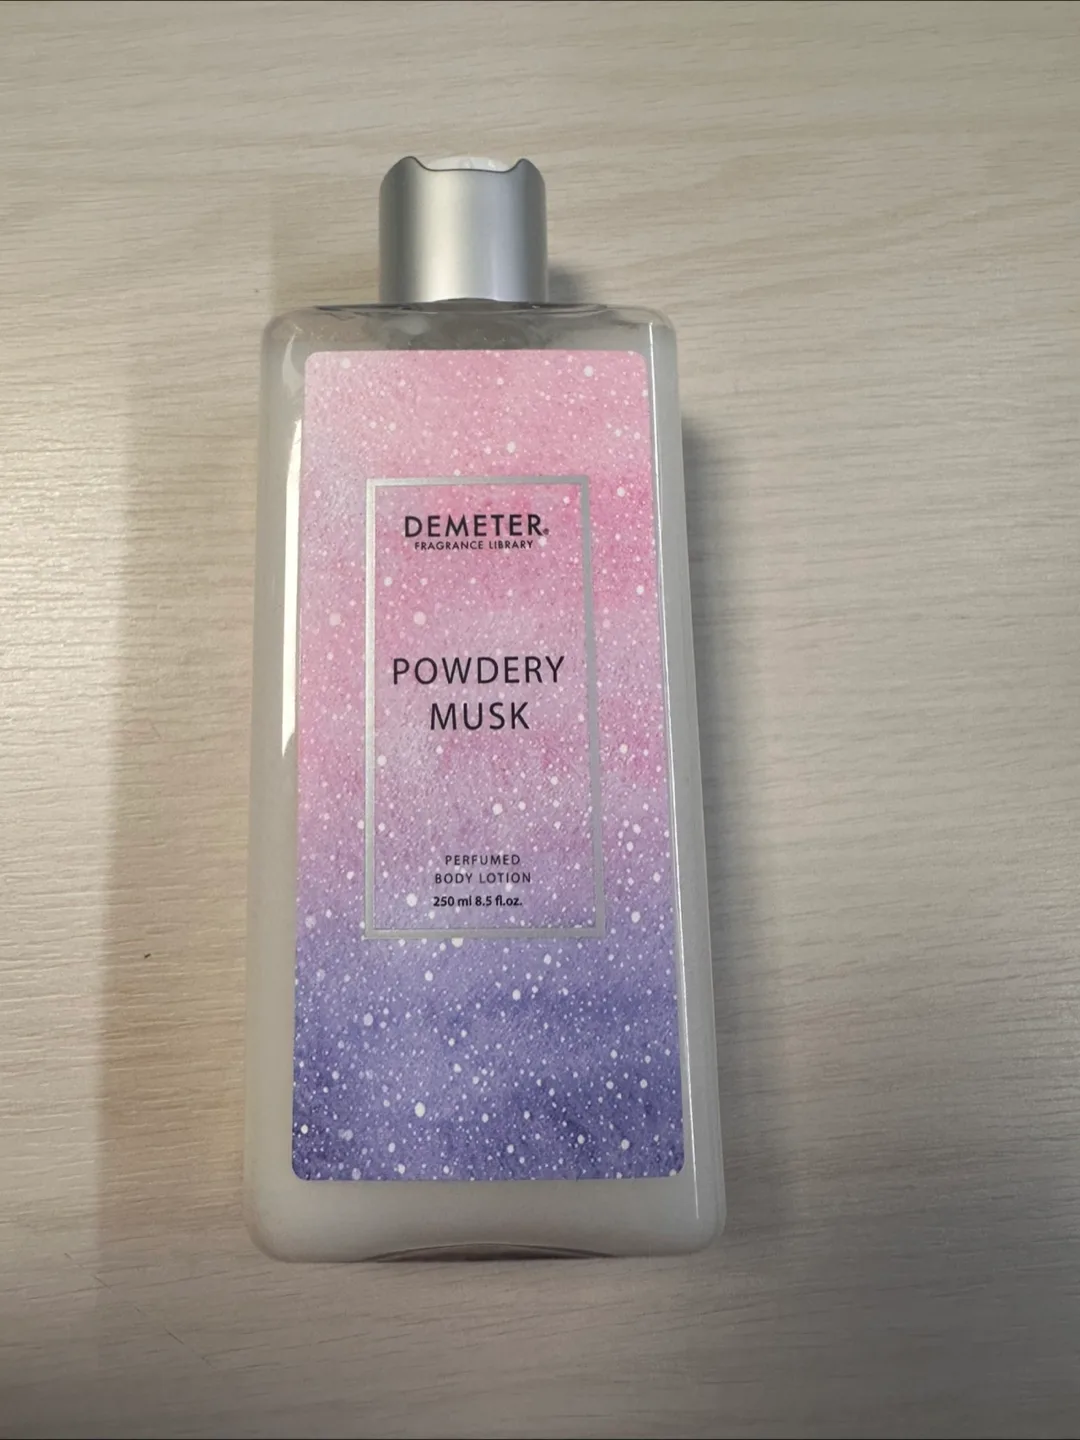 DEMETER®
FRAGRANCE LIBRARY
POWDERY
MUSK
PERFUMED
BODY LOTION
250 ml 8.5 fl.oz.